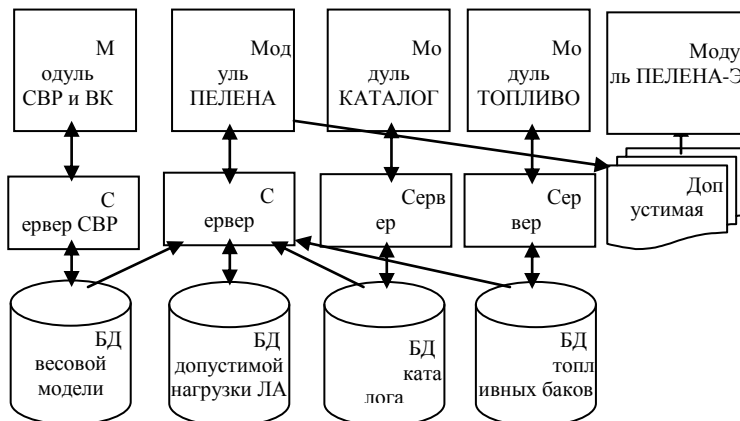 М
одуль
СВР и ВК
Мод
уль
ПЕЛЕНА
Мо
дуль
КАТАЛОГ
Мо
дуль
ТОПЛИВО
Моду
ль ПЕЛЕНА-Э
С
ервер СВР
С
ервер
Серв
ер
Сер
вер
Доп
устимая
БД
весовой
модели
БД
допустимой
нагрузки ЛА
БД
ката
лога
БД
топл
ивных баков